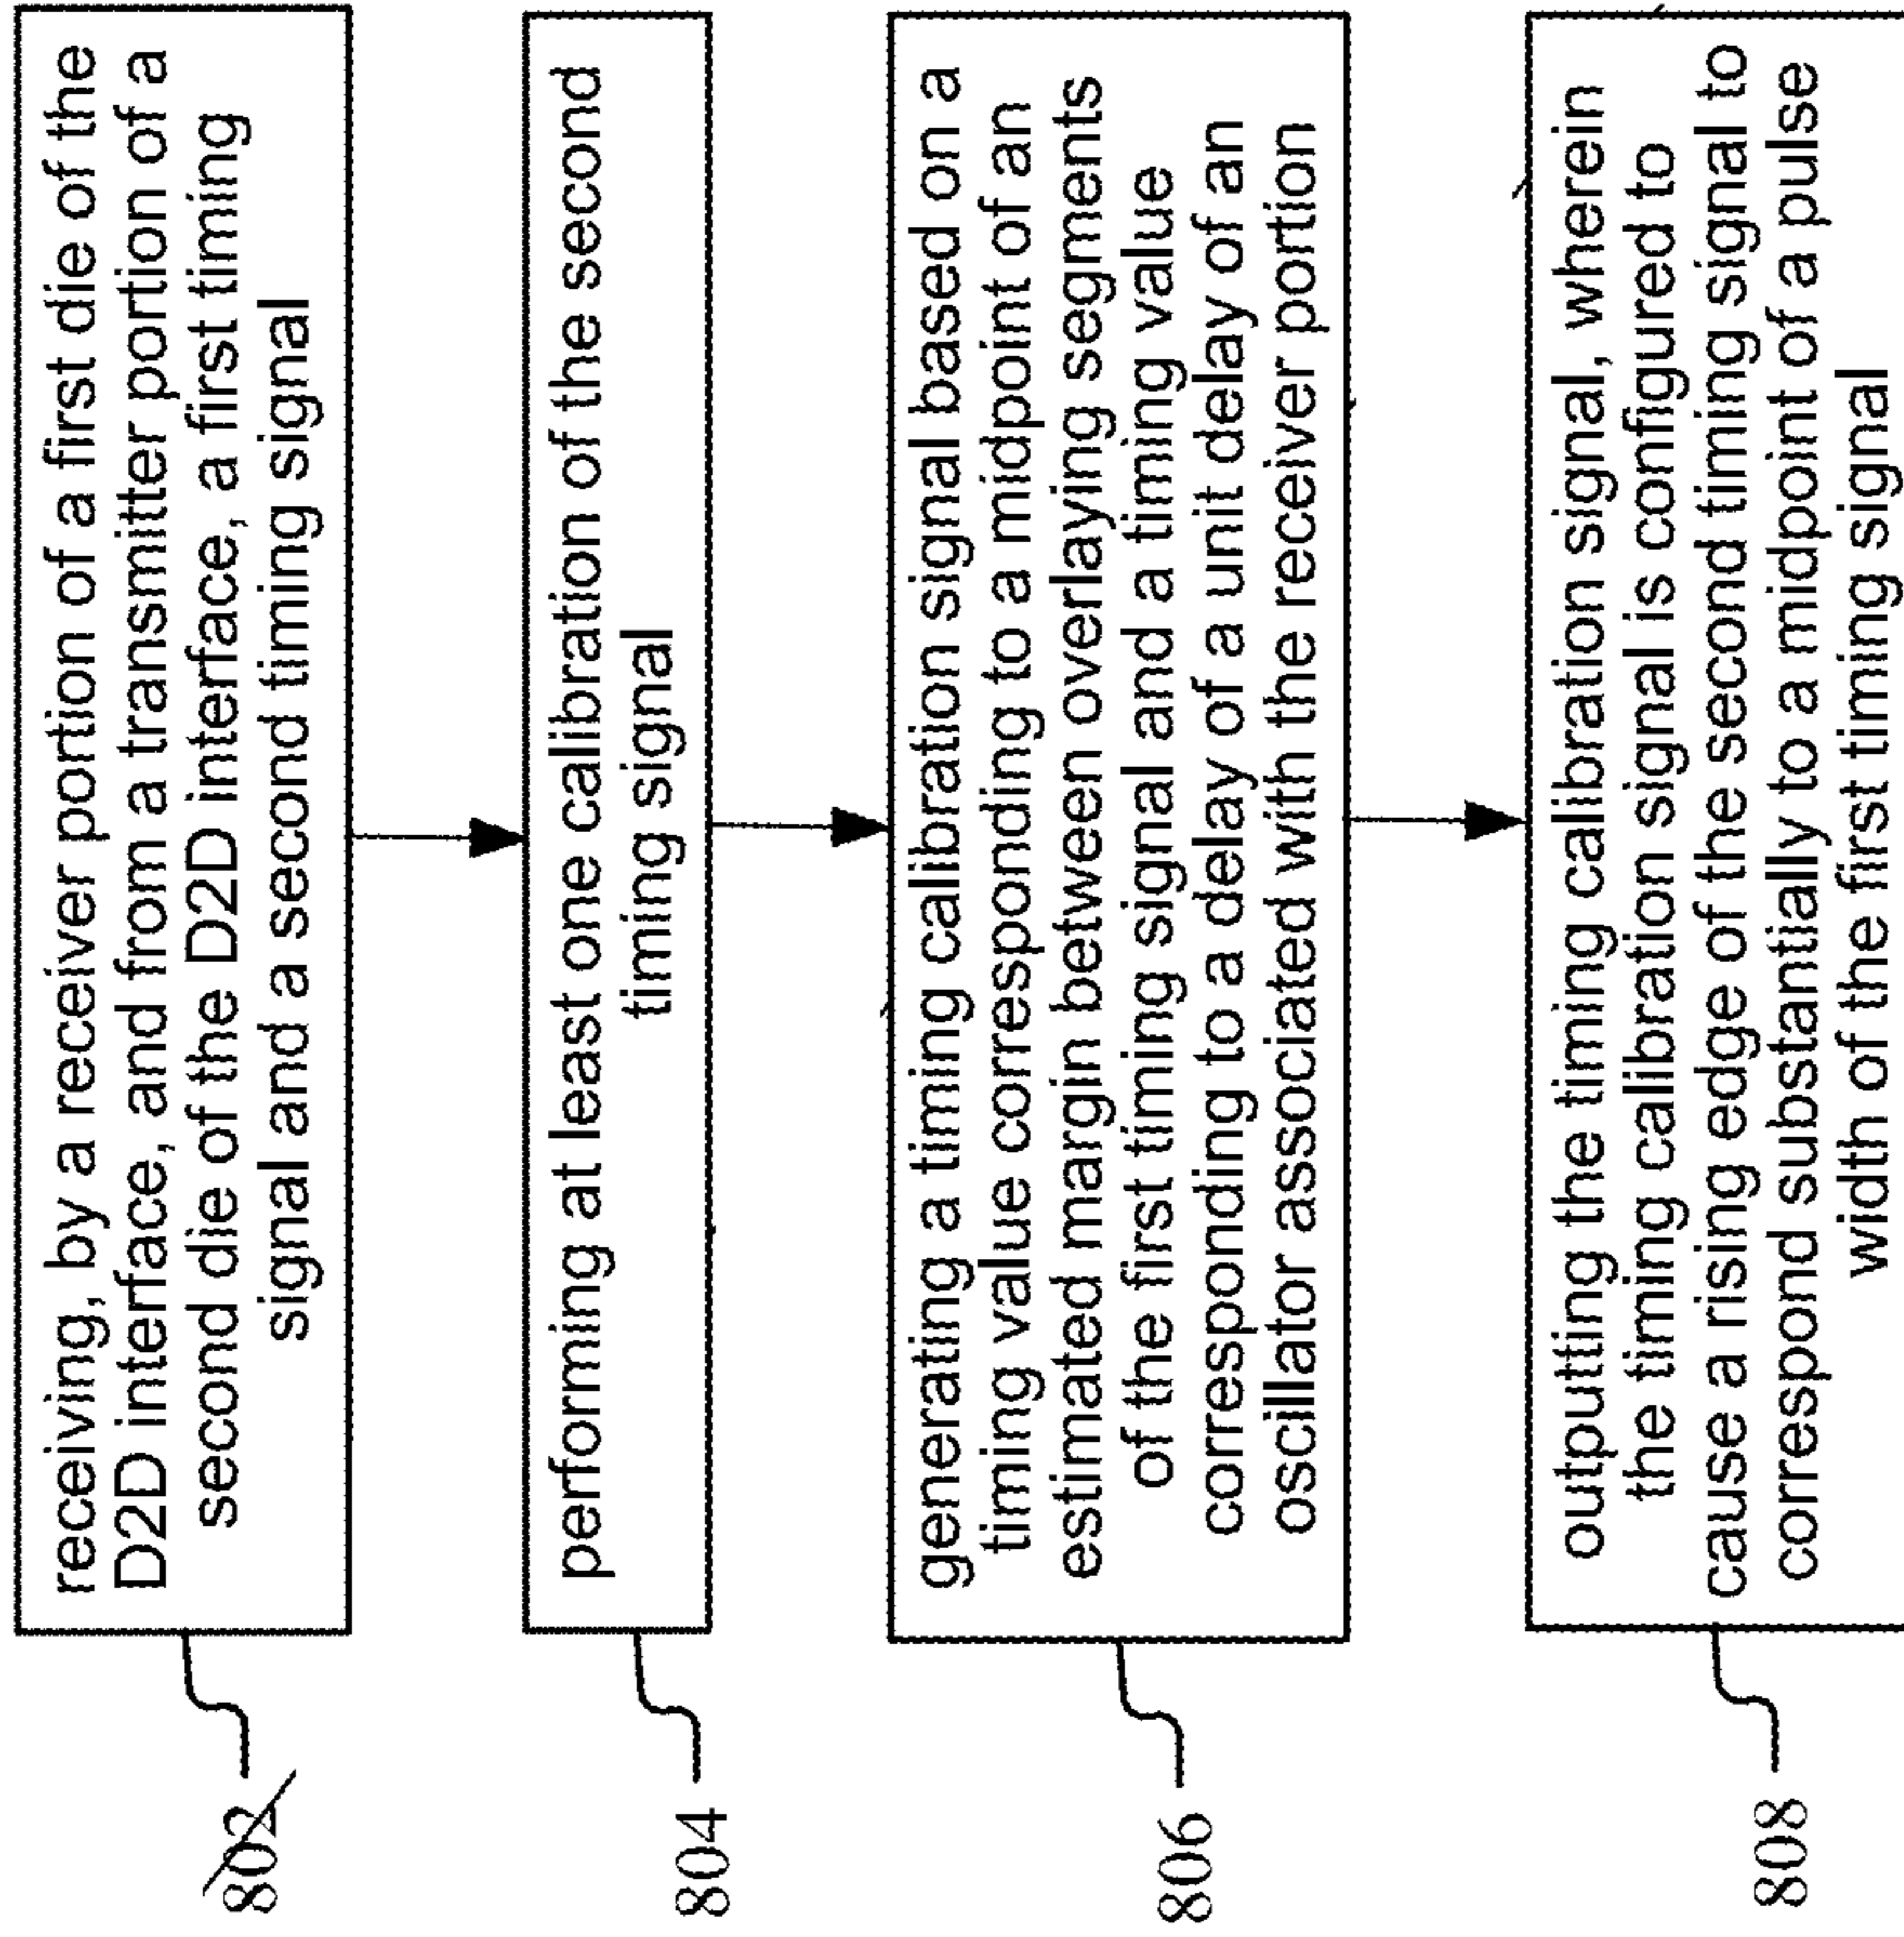 802
receiving, by a receiver portion of a first die of the
D2D interface, and from a transmitter portion of a
second die of the D2D interface, a first timing
signal and a second timing signal
804
performing at least one calibration of the second
timing signal
806
generating a timing calibration signal based on a
timing value corresponding to a midpoint of an
estimated margin between overlaying segments
of the first timing signal and a timing value
corresponding to a delay of a unit delay of an
oscillator associated with the receiver portion
808
outputting the timing calibration signal, wherein
the timing calibration signal is configured to
cause a rising edge of the second timing signal to
correspond substantially to a midpoint of a pulse
width of the first timing signal